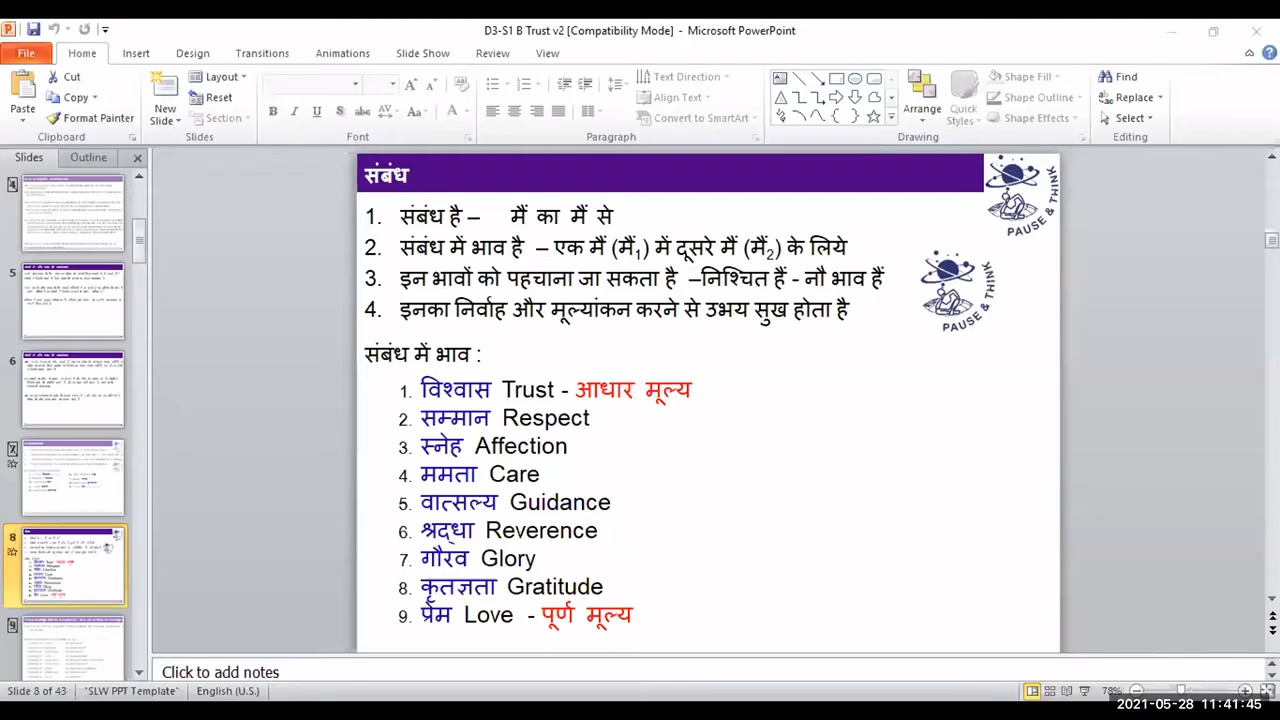 D3-S1 B Trust v2 [Compatibility Mode] - Microsoft PowerPoint
File Home Insert Design Transitions Animations Slide Show Review View
Cut
Copy
Format Painter
Paste
Clipboard
New Slide
Layout
Reset
Section
Slides
Font
Text Direction
Align Text
Convert to SmartArt
Paragraph
Arrange
Quick Styles
Shape Fill
Shape Outline
Shape Effects
Drawing
Find
Replace
Select
Editing
Slides Outline
संबंध
PAUSE & THINK
1. संबंध है – मैं का मैं से
2. संबंध में भाव है – एक मैं (मैं1) में दूसरे मैं (मैं2) के लिये
3. इन भावों को पहचाना जा सकता है –निश्चित हैं - नौ भाव हैं
4. इनका निर्वाह और मूल्यांकन करने से उभय सुख होता है
PAUSE & THINK
संबंध में भाव :
1. विश्वास Trust - आधार मूल्य
2. सम्मान Respect
3. स्नेह Affection
4. ममता Care
5. वात्सल्य Guidance
6. श्रद्धा Reverence
7. गौरव Glory
8. कृतज्ञता Gratitude
9. प्रेम Love - पूर्ण मूल्य
5
6
7
8
9
Click to add notes
Slide 8 of 43 "SLW PPT Template" English (U.S.) 78%
2021-05-28 11:41:45